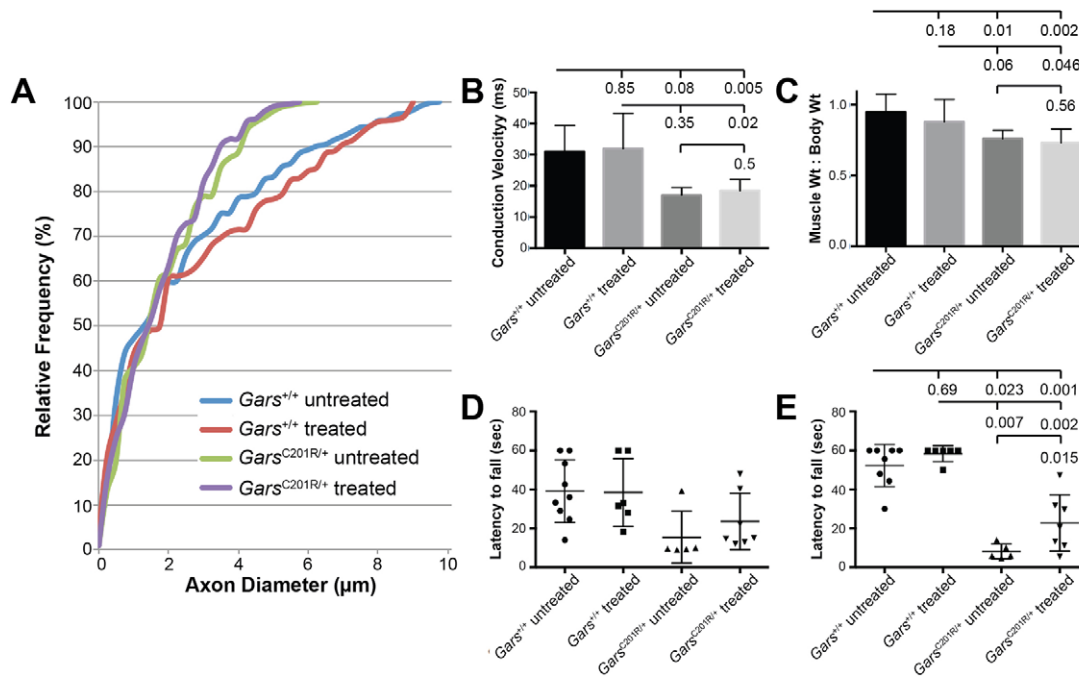 A
Relative Frequency (%)
100
90
80
70
60
50
40
30
20
10
0
0
2
4
6
8
10
Axon Diameter (µm)
Gars+/+ untreated
Gars+/+ treated
GarsC201R/+ untreated
GarsC201R/+ treated
B
Conduction Velocityy (ms)
50
40
30
20
10
0
0.85 0.08 0.005
0.35 0.02
0.5
Gars+/+ untreated
Gars+/+ treated
GarsC201R/+ untreated
GarsC201R/+ treated
C
Muscle Wt : Body Wt
1.0
0.5
0.0
0.18 0.01 0.002
0.06 0.046
0.56
Gars+/+ untreated
Gars+/+ treated
GarsC201R/+ untreated
GarsC201R/+ treated
D
Latency to fall (sec)
80
60
40
20
0
Gars+/+ untreated
Gars+/+ treated
GarsC201R/+ untreated
GarsC201R/+ treated
E
Latency to fall (sec)
80
60
40
20
0
0.69 0.023 0.001
0.007 0.002
0.015
Gars+/+ untreated
Gars+/+ treated
GarsC201R/+ untreated
GarsC201R/+ treated